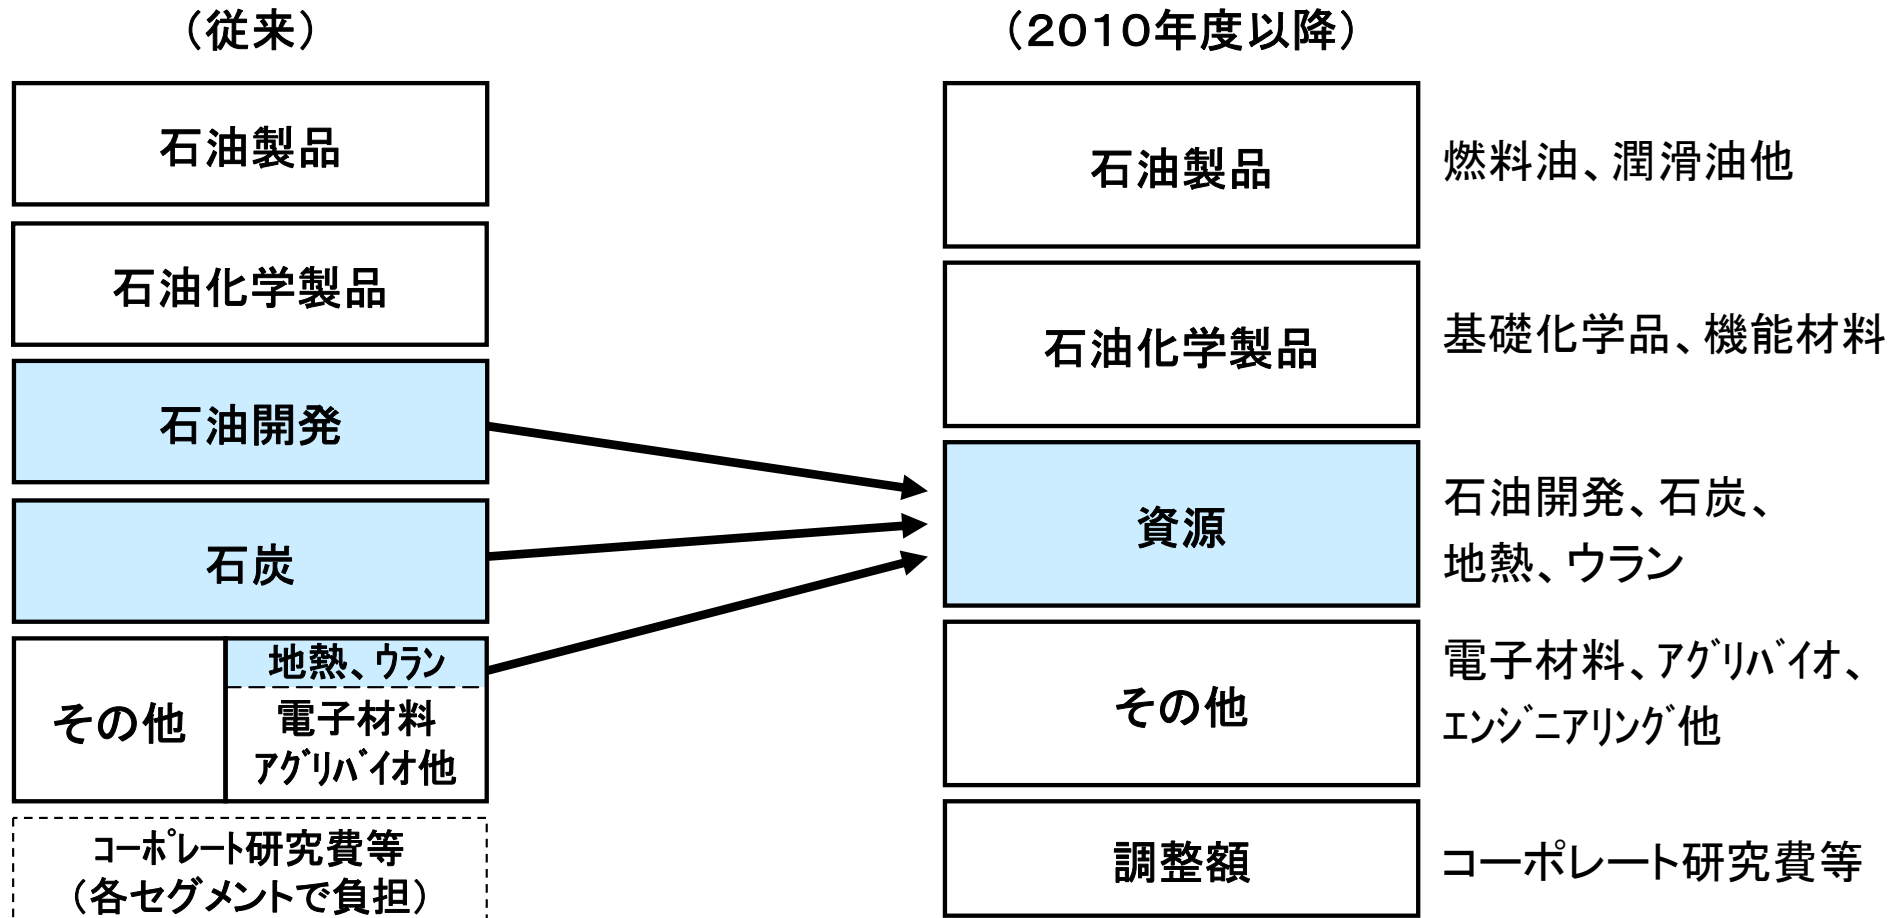 （従来）
石油製品
石油化学製品
石油開発
石炭
その他
地熱、ｳﾗﾝ
電子材料
ｱｸﾞﾘﾊﾞｲｵ他
ｺｰﾎﾟﾚｰﾄ研究費等
（各セグメントで負担）
（２０１０年度以降）
石油製品
燃料油、潤滑油他
石油化学製品
基礎化学品、機能材料
資源
石油開発、石炭、
地熱、ウラン
その他
電子材料、ｱｸﾞﾘﾊﾞｲｵ、
ｴﾝｼﾞﾆｱﾘﾝｸﾞ他
調整額
コーポレート研究費等